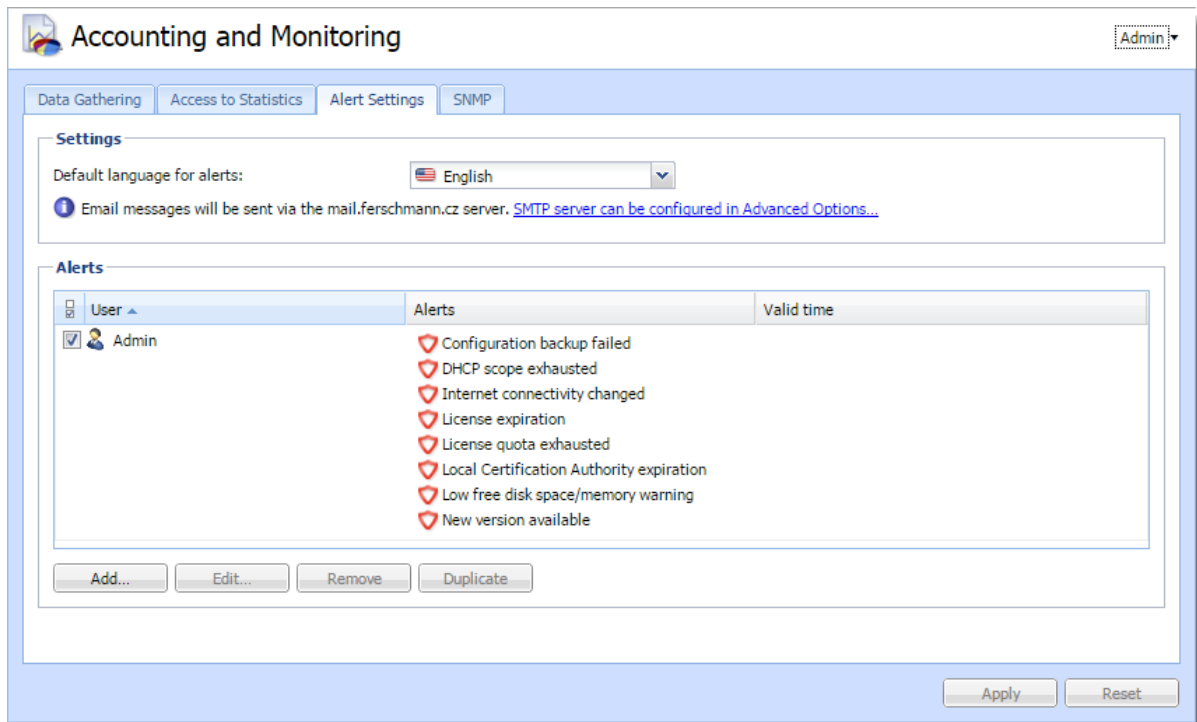 Accounting and Monitoring
Admin
Data Gathering
Access to Statistics
Alert Settings
SNMP
Settings
Default language for alerts:
English
Email messages will be sent via the mail.ferschmann.cz server. SMTP server can be configured in Advanced Options...
Alerts
User
Alerts
Valid time
Admin
Configuration backup failed
DHCP scope exhausted
Internet connectivity changed
License expiration
License quota exhausted
Local Certification Authority expiration
Low free disk space/memory warning
New version available
Add...
Edit...
Remove
Duplicate
Apply
Reset